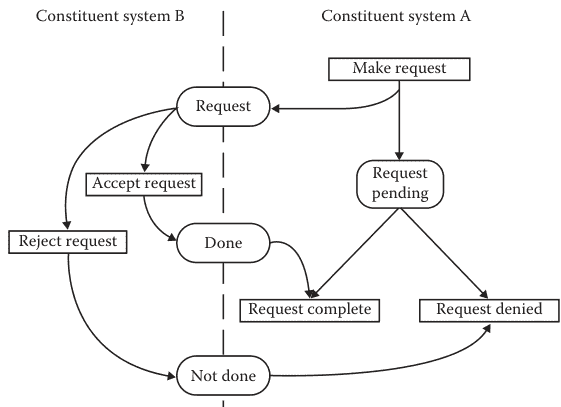 Constituent system B
Constituent system A
Make request
Request
Request
pending
Accept request
Reject request
Done
Request complete
Request denied
Not done